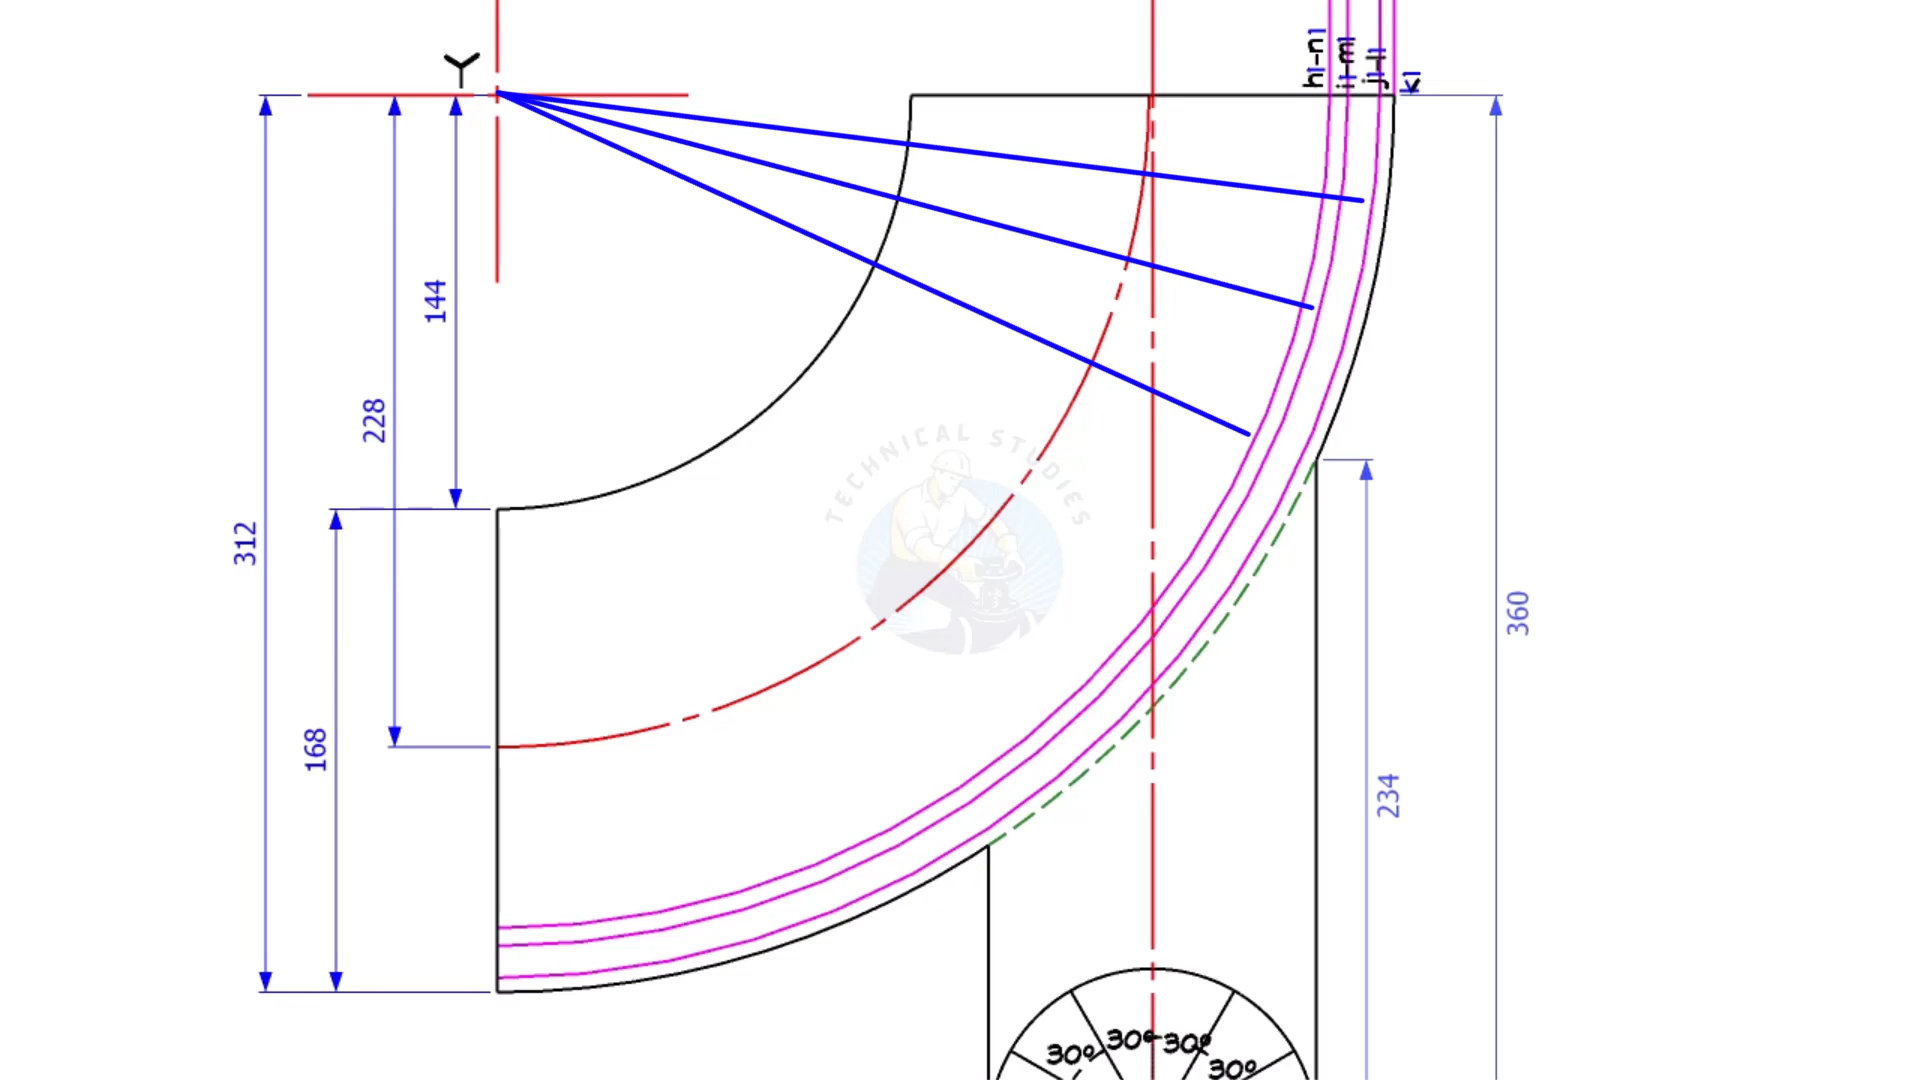 Y
h1-n1
i1-m1
j1-l1
k1
144
228
312
168
360
234
TECHNICAL STUDIES
30°
30°
30°
30°